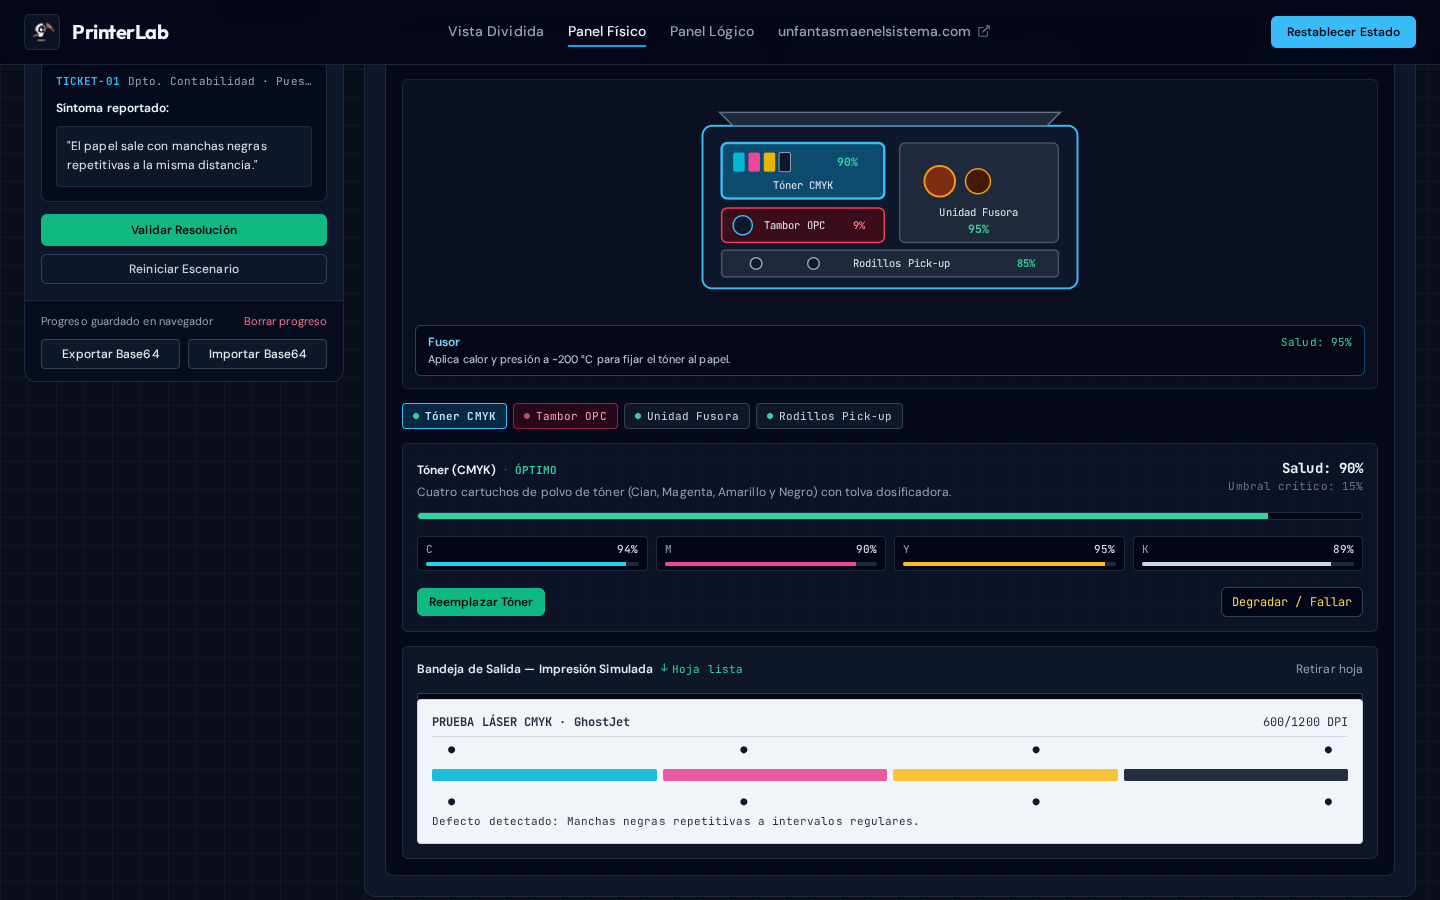 PrinterLab
Vista Dividida
Panel Físico
Panel Lógico
unfantasmaenelsistema.com
Restablecer Estado
TICKET-01 Dpto. Contabilidad · Pues…
Síntoma reportado:
"El papel sale con manchas negras
repetitivas a la misma distancia."
Validar Resolución
Reiniciar Escenario
Progreso guardado en navegador
Borrar progreso
Exportar Base64
Importar Base64
90%
Tóner CMYK
Tambor OPC 9%
Unidad Fusora
95%
Rodillos Pick-up 85%
Fusor
Salud: 95%
Aplica calor y presión a ~200 °C para fijar el tóner al papel.
Tóner CMYK
Tambor OPC
Unidad Fusora
Rodillos Pick-up
Tóner (CMYK) · ÓPTIMO
Salud: 90%
Cuatro cartuchos de polvo de tóner (Cian, Magenta, Amarillo y Negro) con tolva dosificadora.
Umbral crítico: 15%
C 94%
M 90%
Y 95%
K 89%
Reemplazar Tóner
Degradar / Fallar
Bandeja de Salida — Impresión Simulada ↓ Hoja lista
Retirar hoja
PRUEBA LÁSER CMYK · GhostJet
600/1200 DPI
Defecto detectado: Manchas negras repetitivas a intervalos regulares.